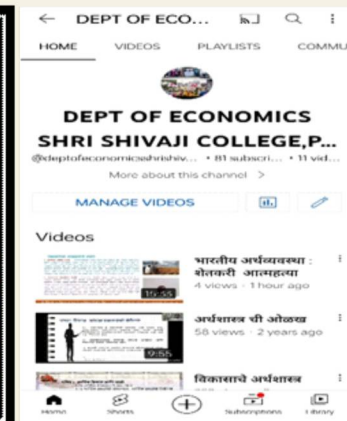 DEPT OF ECO...
HOME VIDEOS PLAYLISTS COMMU
DEPT OF ECONOMICS
SHRI SHIVAJI COLLEGE,P...
@deptofeconomicsshrishiv... • 81 subscri... • 11 vid...
More about this channel >
MANAGE VIDEOS
Videos
भारतीय अर्थव्यवस्था :
शेतकरी आत्महत्या
4 views · 1 hour ago
15:55
अर्थशास्त्र ची ओळख
58 views · 2 years ago
9:55
विकासाचे अर्थशास्त्र
Home Shorts Subscriptions Library